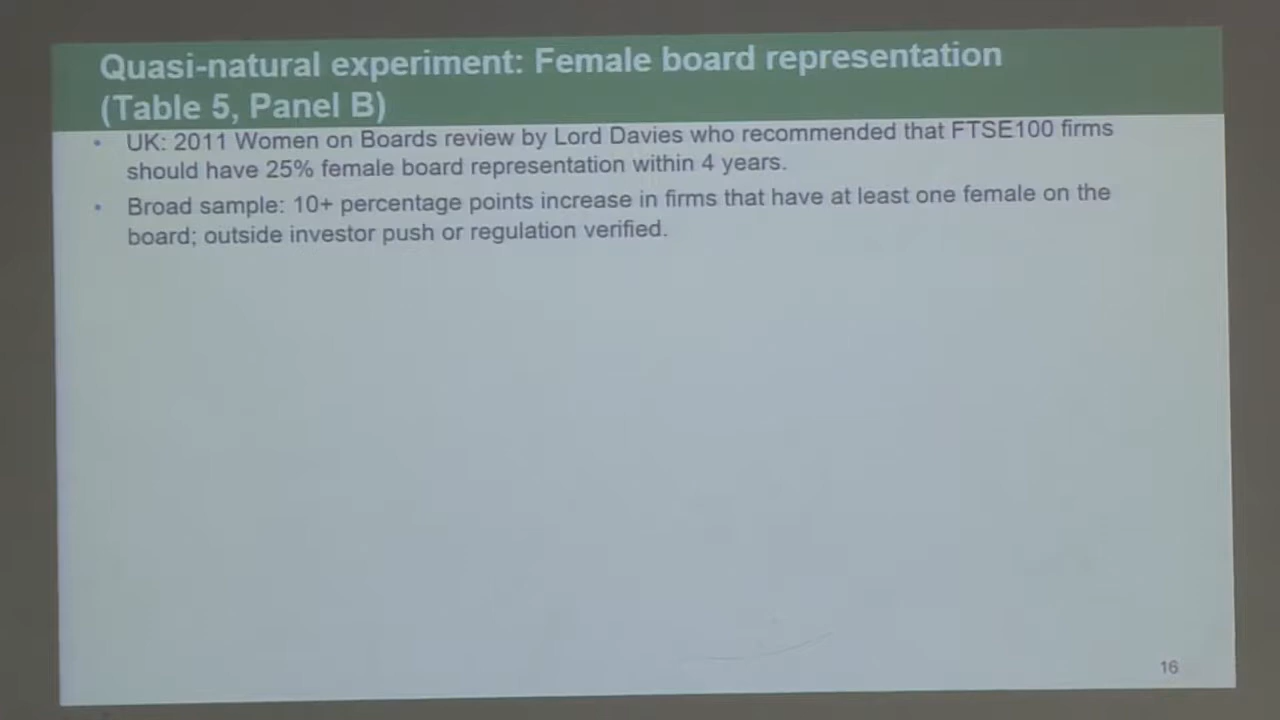 Quasi-natural experiment: Female board representation
(Table 5, Panel B)
• UK: 2011 Women on Boards review by Lord Davies who recommended that FTSE100 firms
should have 25% female board representation within 4 years.
• Broad sample: 10+ percentage points increase in firms that have at least one female on the
board; outside investor push or regulation verified.
16